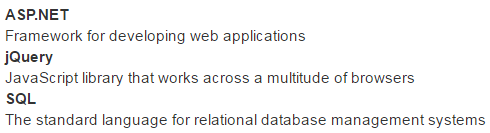 ASP.NET
Framework for developing web applications
jQuery
JavaScript library that works across a multitude of browsers
SQL
The standard language for relational database management systems